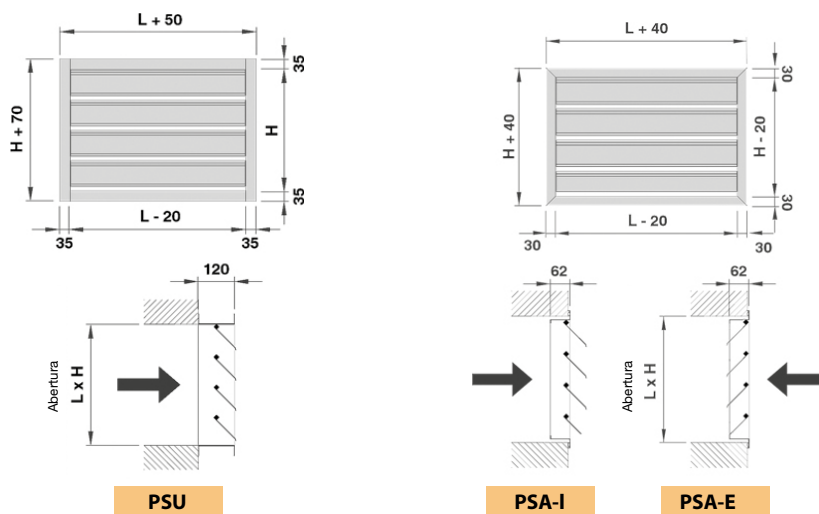 L + 50
35
H + 70
H
35
L - 20
35
35
L + 40
30
H + 40
H - 20
30
L - 20
30
30
120
Abertura
L x H
PSU
62
62
Abertura
L x H
PSA-I
PSA-E